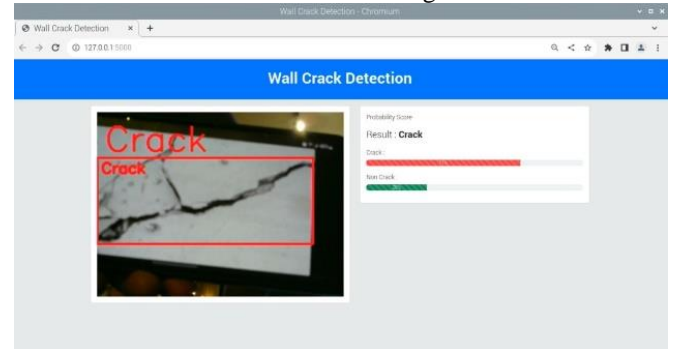 Wall Crack Detection - Chromium
Wall Crack Detection × +
127.0.0.1:5000
Wall Crack Detection
Crack
Crack
Probability Score
Result : Crack
Crack :
Non Crack